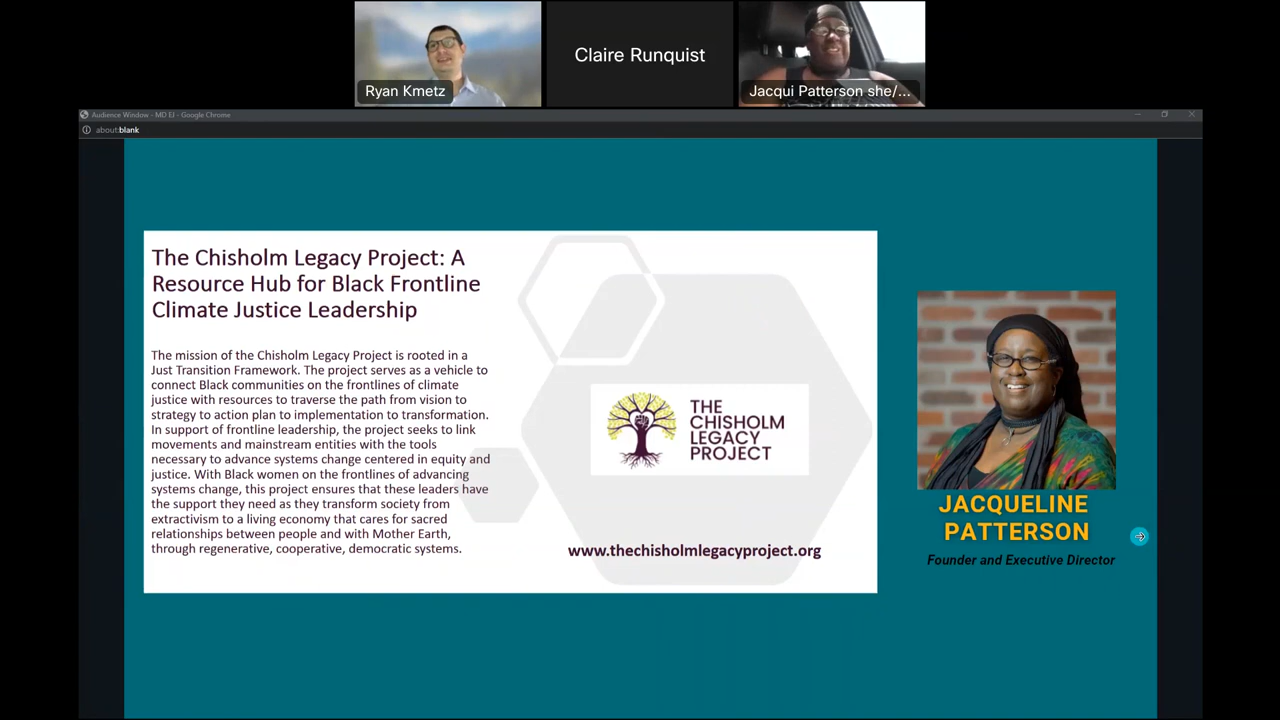 Ryan Kmetz
Claire Runquist
Jacqui Patterson she/...
Audience Window - MD EJ - Google Chrome
about:blank
The Chisholm Legacy Project: A
Resource Hub for Black Frontline
Climate Justice Leadership
The mission of the Chisholm Legacy Project is rooted in a
Just Transition Framework. The project serves as a vehicle to
connect Black communities on the frontlines of climate
justice with resources to traverse the path from vision to
strategy to action plan to implementation to transformation.
In support of frontline leadership, the project seeks to link
movements and mainstream entities with the tools
necessary to advance systems change centered in equity and
justice. With Black women on the frontlines of advancing
systems change, this project ensures that these leaders have
the support they need as they transform society from
extractivism to a living economy that cares for sacred
relationships between people and with Mother Earth,
through regenerative, cooperative, democratic systems.
THE
CHISHOLM
LEGACY
PROJECT
www.thechisholmlegacyproject.org
JACQUELINE
PATTERSON
Founder and Executive Director